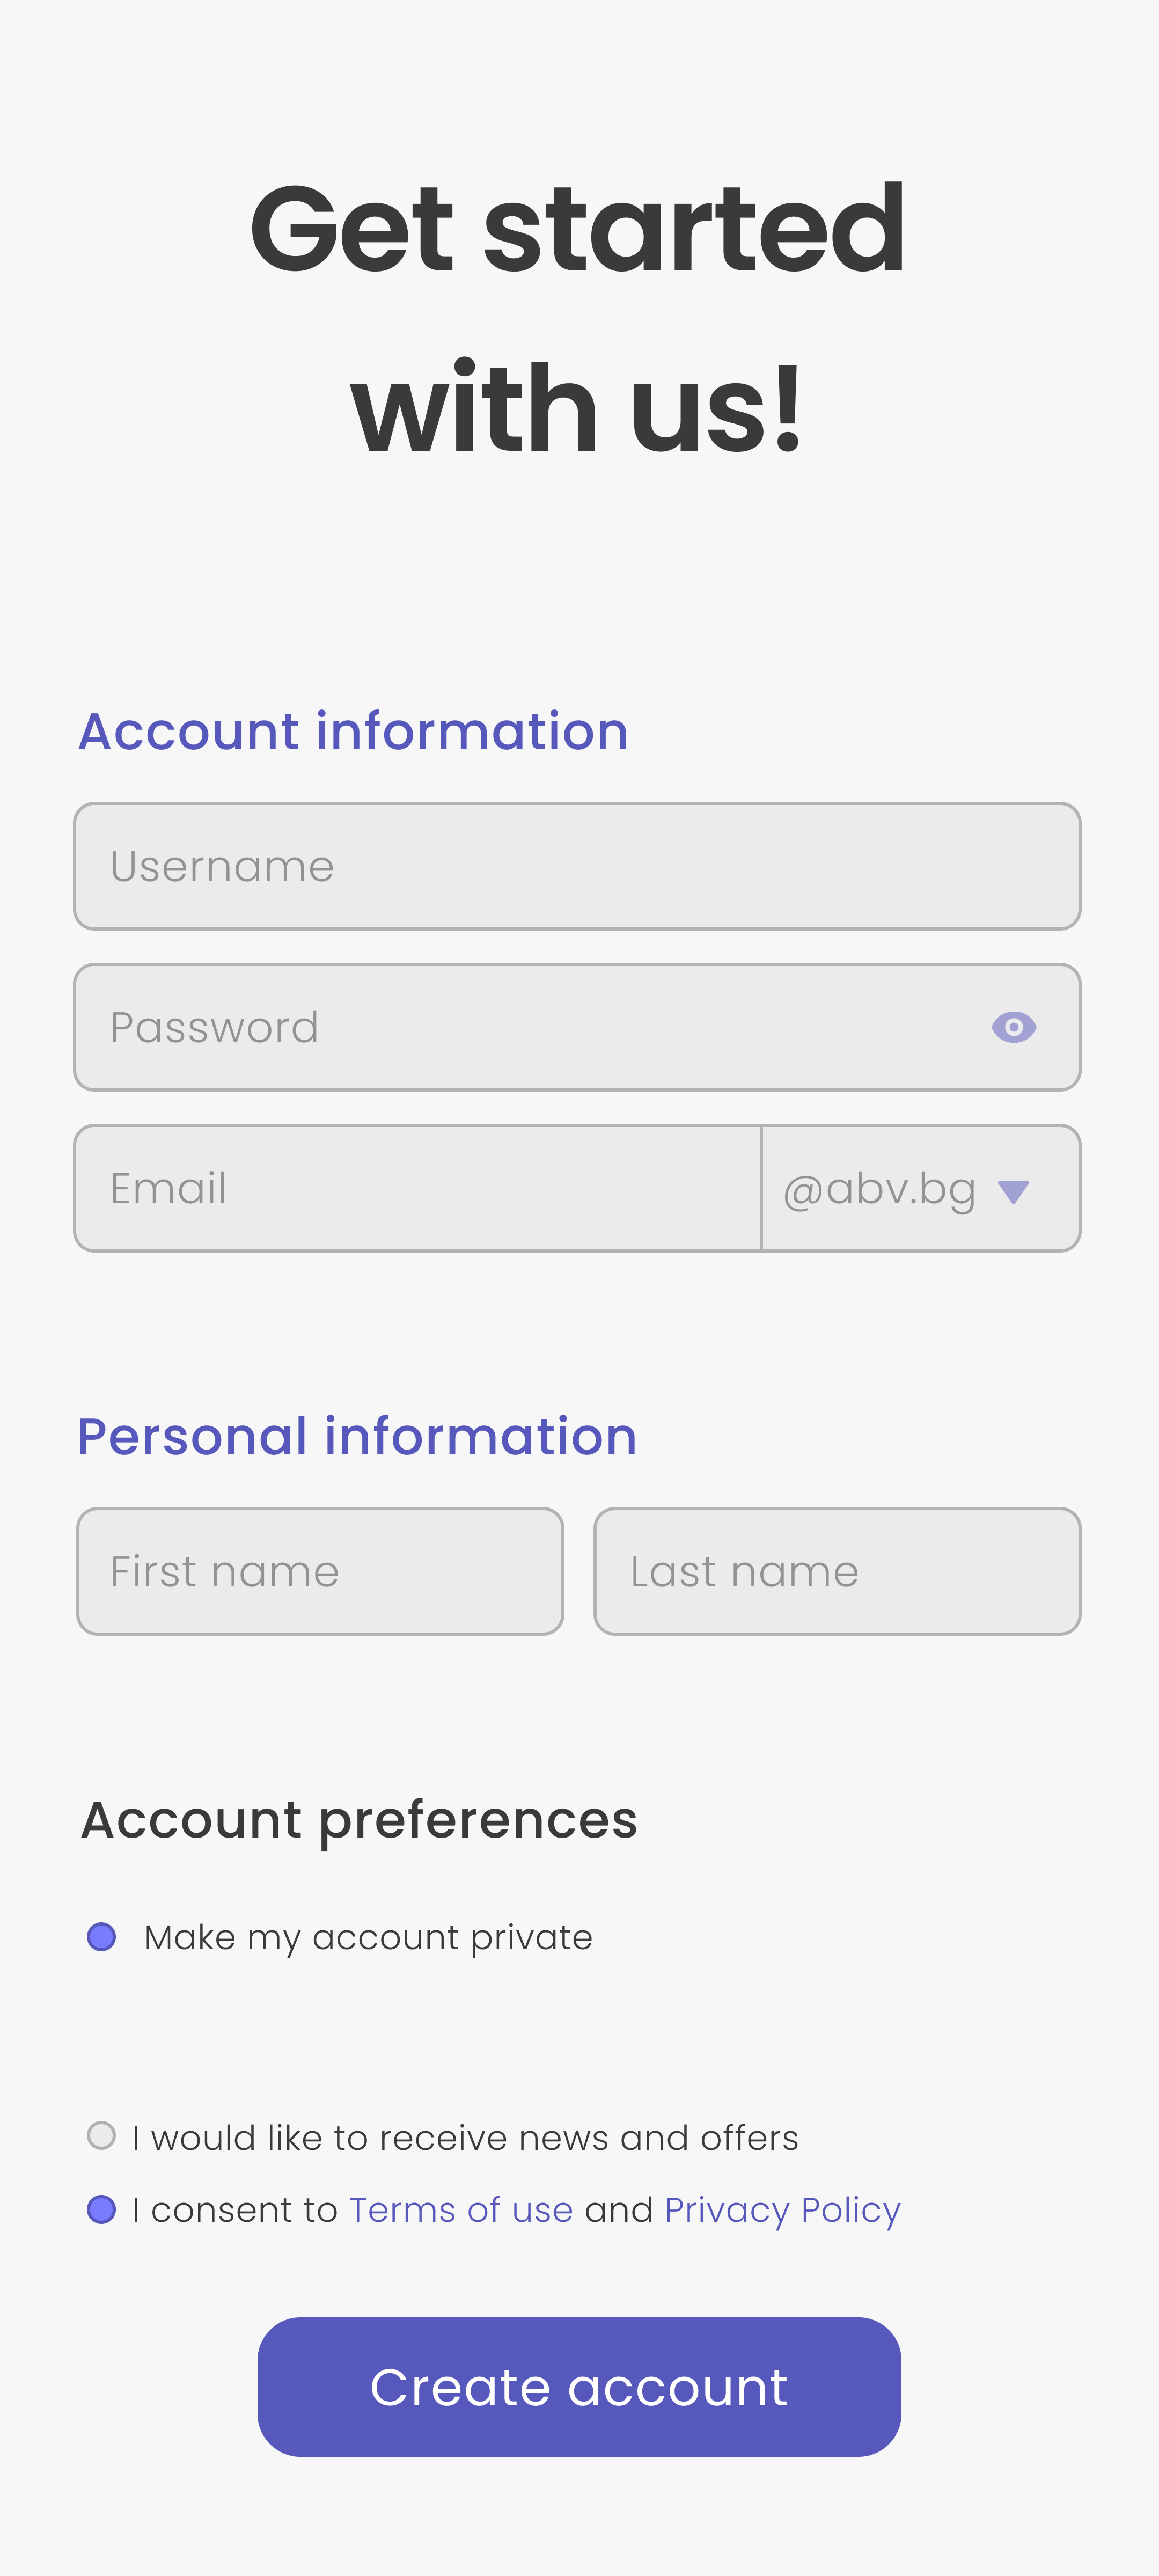 Get started
with us!
Account information
Username
Password
Email @abv.bg
Personal information
First name Last name
Account preferences
Make my account private
I would like to receive news and offers
I consent to Terms of use and Privacy Policy
Create account